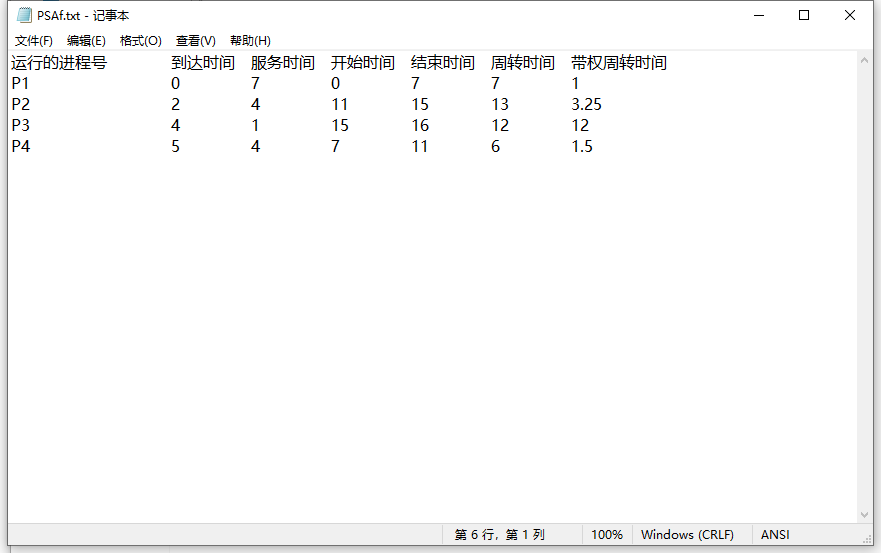 PSAf.txt - 记事本
文件(F) 编辑(E) 格式(O) 查看(V) 帮助(H)
运行的进程号 到达时间 服务时间 开始时间 结束时间 周转时间 带权周转时间
P1 0 7 0 7 7 1
P2 2 4 11 15 13 3.25
P3 4 1 15 16 12 12
P4 5 4 7 11 6 1.5
第 6 行，第 1 列 100% Windows (CRLF) ANSI